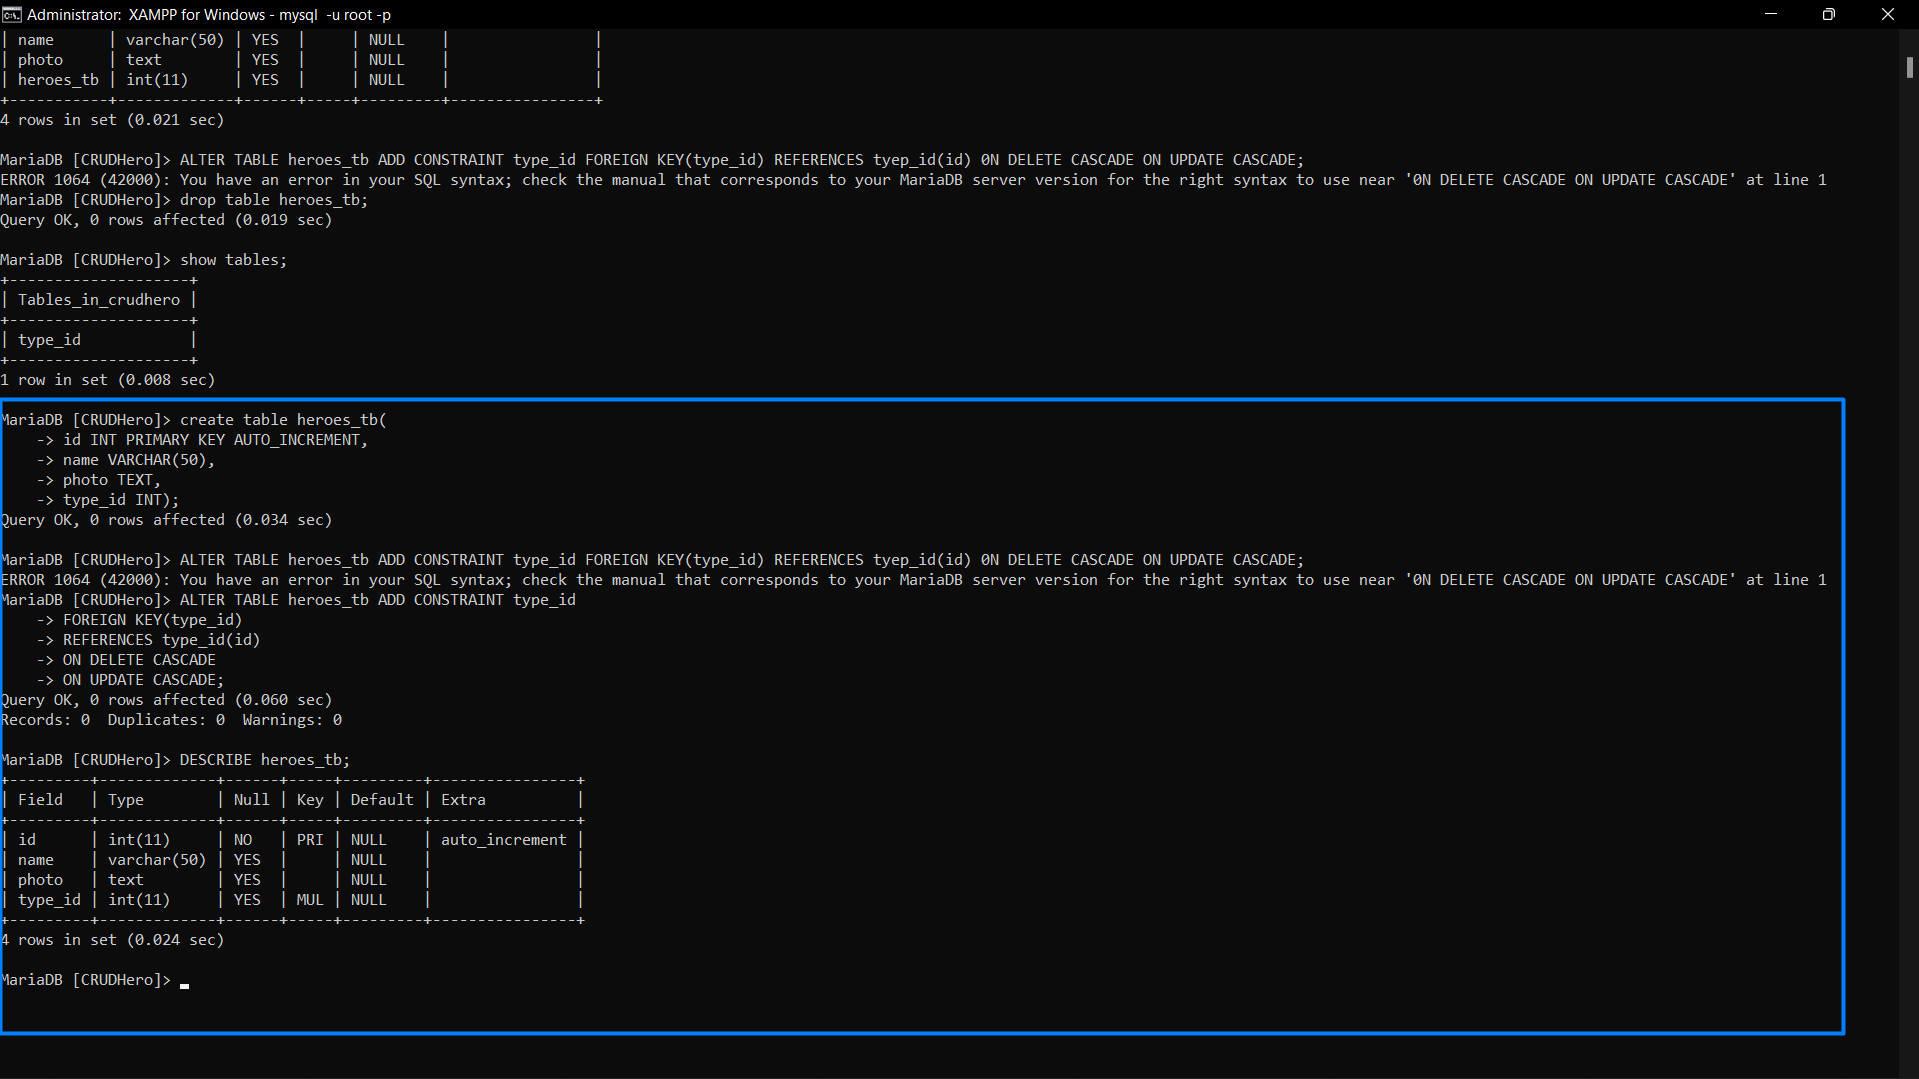 Administrator: XAMPP for Windows - mysql -u root -p
| name      | varchar(50) | YES  |     | NULL    |                |
| photo     | text        | YES  |     | NULL    |                |
| heroes_tb | int(11)     | YES  |     | NULL    |                |
+-----------+-------------+------+-----+---------+----------------+
4 rows in set (0.021 sec)
MariaDB [CRUDHero]> ALTER TABLE heroes_tb ADD CONSTRAINT type_id FOREIGN KEY(type_id) REFERENCES tyep_id(id) 0N DELETE CASCADE ON UPDATE CASCADE;
ERROR 1064 (42000): You have an error in your SQL syntax; check the manual that corresponds to your MariaDB server version for the right syntax to use near '0N DELETE CASCADE ON UPDATE CASCADE' at line 1
MariaDB [CRUDHero]> drop table heroes_tb;
Query OK, 0 rows affected (0.019 sec)
MariaDB [CRUDHero]> show tables;
+--------------------+
| Tables_in_crudhero |
+--------------------+
| type_id            |
+--------------------+
1 row in set (0.008 sec)
MariaDB [CRUDHero]> create table heroes_tb(
    -> id INT PRIMARY KEY AUTO_INCREMENT,
    -> name VARCHAR(50),
    -> photo TEXT,
    -> type_id INT);
Query OK, 0 rows affected (0.034 sec)
MariaDB [CRUDHero]> ALTER TABLE heroes_tb ADD CONSTRAINT type_id FOREIGN KEY(type_id) REFERENCES tyep_id(id) 0N DELETE CASCADE ON UPDATE CASCADE;
ERROR 1064 (42000): You have an error in your SQL syntax; check the manual that corresponds to your MariaDB server version for the right syntax to use near '0N DELETE CASCADE ON UPDATE CASCADE' at line 1
MariaDB [CRUDHero]> ALTER TABLE heroes_tb ADD CONSTRAINT type_id
    -> FOREIGN KEY(type_id)
    -> REFERENCES type_id(id)
    -> ON DELETE CASCADE
    -> ON UPDATE CASCADE;
Query OK, 0 rows affected (0.060 sec)
Records: 0  Duplicates: 0  Warnings: 0
MariaDB [CRUDHero]> DESCRIBE heroes_tb;
+---------+-------------+------+-----+---------+----------------+
| Field   | Type        | Null | Key | Default | Extra          |
+---------+-------------+------+-----+---------+----------------+
| id      | int(11)     | NO   | PRI | NULL    | auto_increment |
| name    | varchar(50) | YES  |     | NULL    |                |
| photo   | text        | YES  |     | NULL    |                |
| type_id | int(11)     | YES  | MUL | NULL    |                |
+---------+-------------+------+-----+---------+----------------+
4 rows in set (0.024 sec)
MariaDB [CRUDHero]>